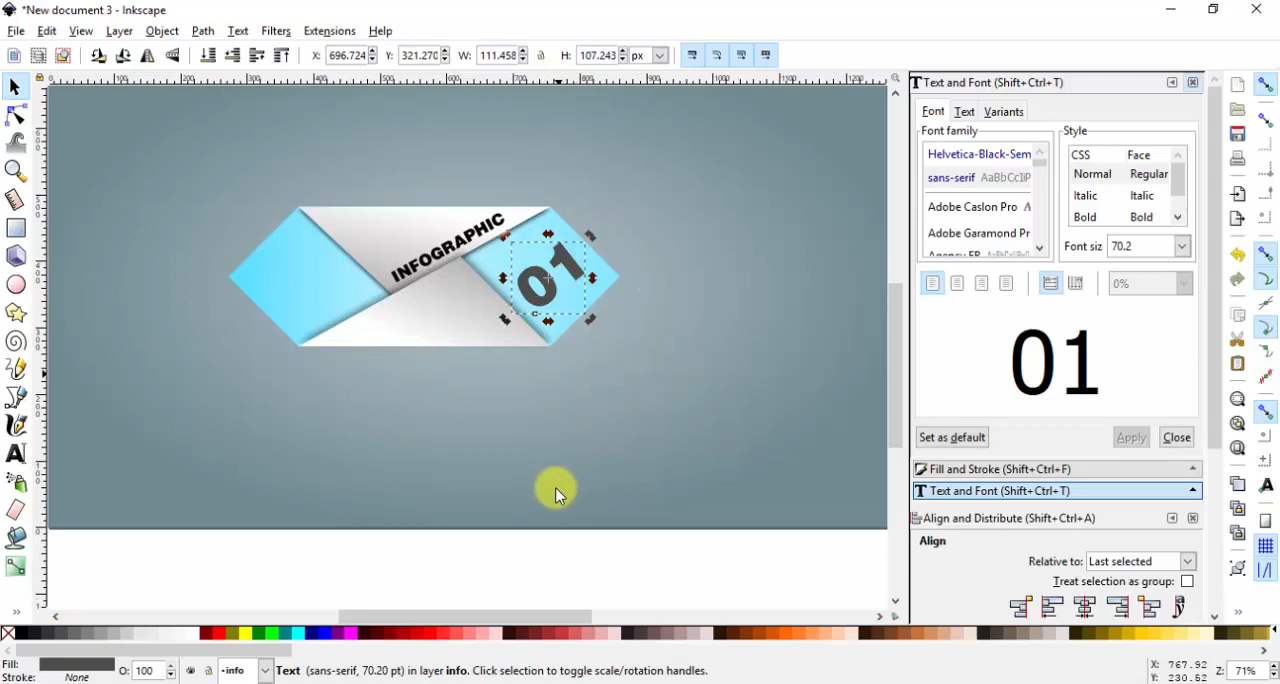 *New document 3 - Inkscape
File Edit View Layer Object Path Text Filters Extensions Help
X: 696.724 Y: 321.270 W: 111.458 H: 107.243 px
Text and Font (Shift+Ctrl+T)
Font Text Variants
Font family
Style
Helvetica-Black-Sem
sans-serif AaBbCcIiP
Adobe Caslon Pro
Adobe Garamond Pr
CSS Face
Normal Regular
Italic Italic
Bold Bold
Font siz 70.2
0%
INFOGRAPHIC
01
01
Set as default
Apply
Close
Fill and Stroke (Shift+Ctrl+F)
Text and Font (Shift+Ctrl+T)
Align and Distribute (Shift+Ctrl+A)
Align
Relative to: Last selected
Treat selection as group:
Fill:
Stroke: None
O: 100
-info
Text (sans-serif, 70.20 pt) in layer info. Click selection to toggle scale/rotation handles.
X: 767.92
Y: 230.52
Z: 71%